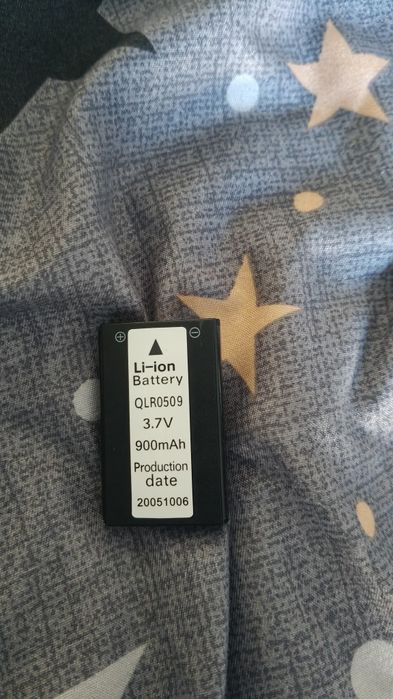 ⊕ ⊖
Li-ion
Battery
QLR0509
3.7V
900mAh
Production
date
20051006